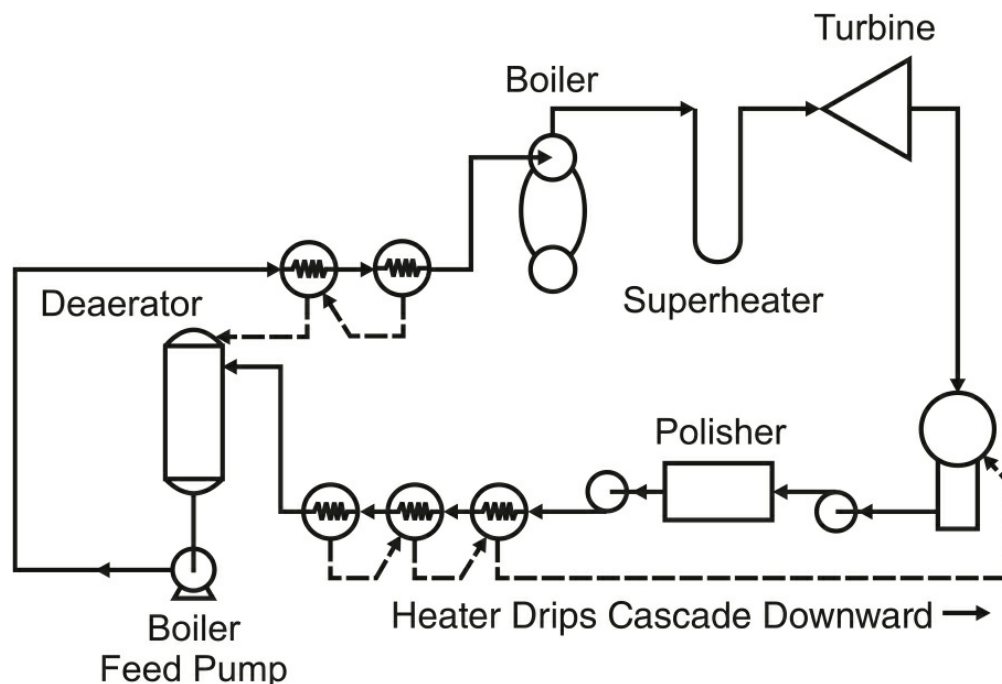 Turbine
Boiler
Superheater
Deaerator
Polisher
Heater Drips Cascade Downward
Boiler
Feed Pump